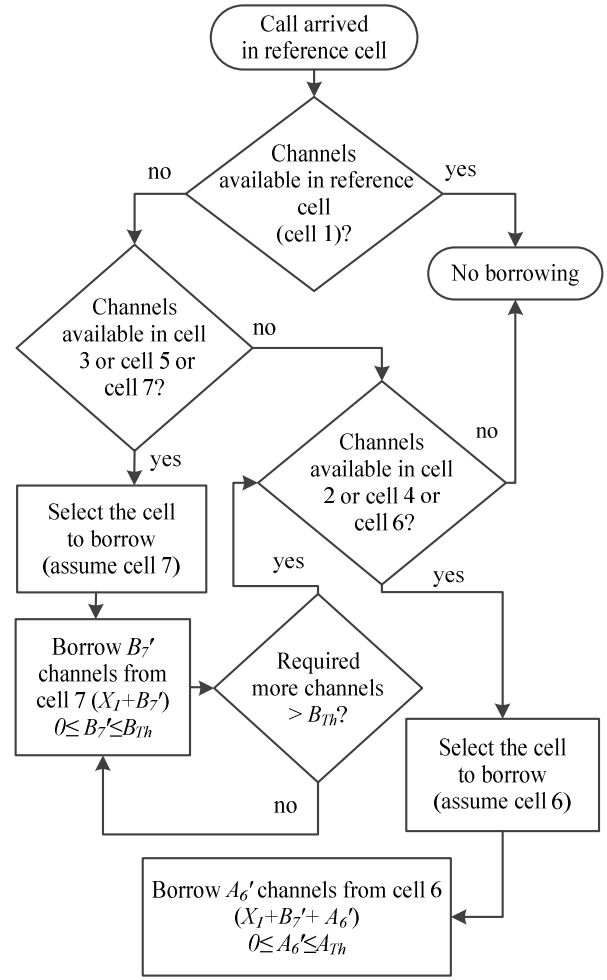 Call arrived
in reference cell
Channels
available in reference
cell
(cell 1)?
no
yes
No borrowing
Channels
available in cell
3 or cell 5 or
cell 7?
no
yes
Channels
available in cell
2 or cell 4 or
cell 6?
no
yes
yes
Select the cell
to borrow
(assume cell 7)
Borrow B7′
channels from
cell 7 (XI+B7′)
0≤ B7′≤BTh
Required
more channels
> BTh?
no
Select the cell
to borrow
(assume cell 6)
Borrow A6′ channels from cell 6
(XI+B7′+ A6′)
0≤ A6′≤ATh